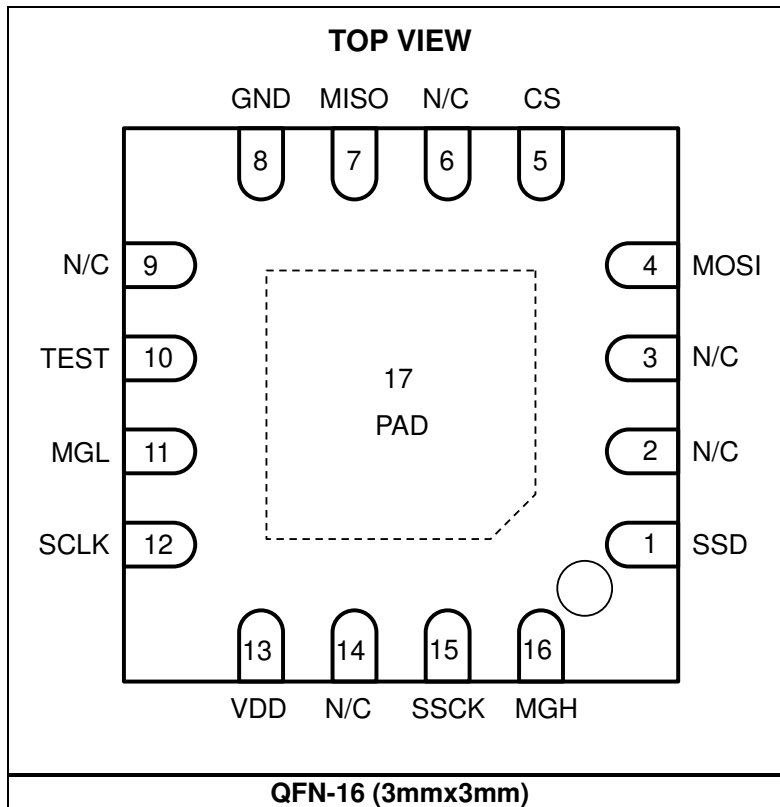 TOP VIEW
GND MISO N/C CS
8 7 6 5
N/C 9 4 MOSI
TEST 10 3 N/C
17
PAD
MGL 11 2 N/C
SCLK 12 1 SSD
13 14 15 16
VDD N/C SSCK MGH
QFN-16 (3mmx3mm)